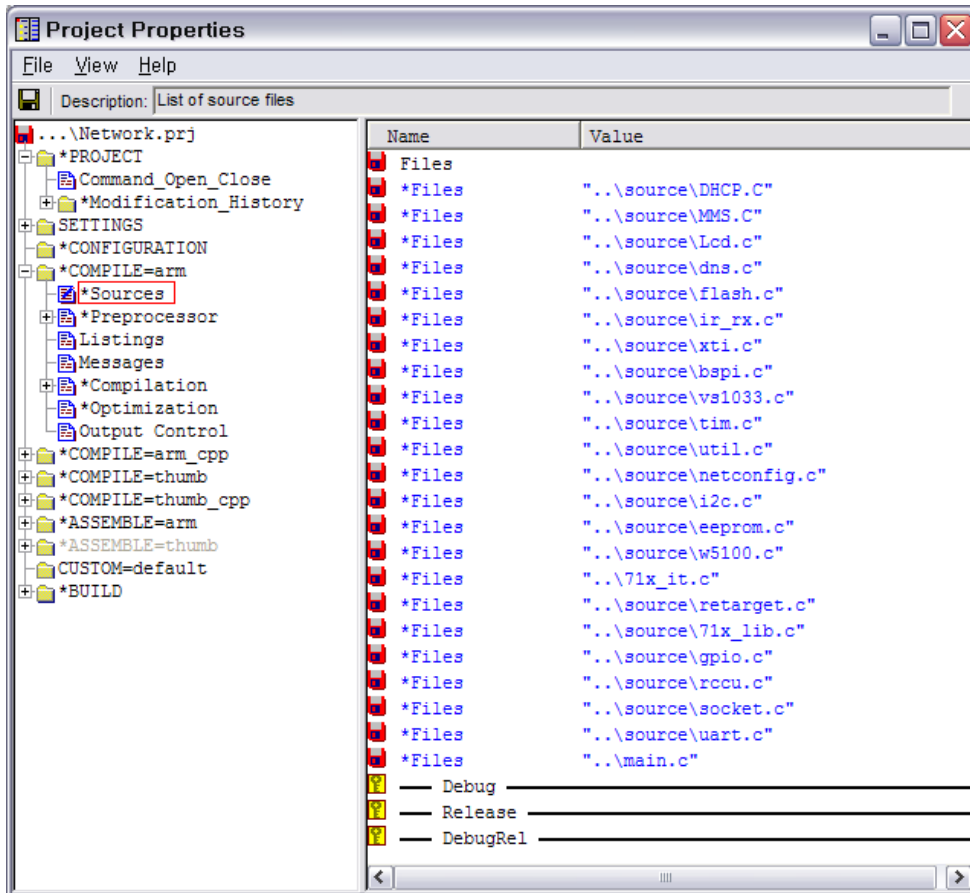 Project Properties
File View Help
Description: List of source files
...\Network.prj
*PROJECT
Command_Open_Close
*Modification_History
SETTINGS
*CONFIGURATION
*COMPILE=arm
*Sources
*Preprocessor
Listings
Messages
*Compilation
*Optimization
Output Control
*COMPILE=arm_cpp
*COMPILE=thumb
*COMPILE=thumb_cpp
*ASSEMBLE=arm
*ASSEMBLE=thumb
CUSTOM=default
*BUILD
Name Value
Files
*Files "..\source\DHCP.C"
*Files "..\source\MMS.C"
*Files "..\source\Lcd.c"
*Files "..\source\dns.c"
*Files "..\source\flash.c"
*Files "..\source\ir_rx.c"
*Files "..\source\xti.c"
*Files "..\source\bspi.c"
*Files "..\source\vs1033.c"
*Files "..\source\tim.c"
*Files "..\source\util.c"
*Files "..\source\netconfig.c"
*Files "..\source\i2c.c"
*Files "..\source\eeprom.c"
*Files "..\source\w5100.c"
*Files "..\71x_it.c"
*Files "..\source\retarget.c"
*Files "..\source\71x_lib.c"
*Files "..\source\gpio.c"
*Files "..\source\rccu.c"
*Files "..\source\socket.c"
*Files "..\source\uart.c"
*Files "..\main.c"
Debug
Release
DebugRel